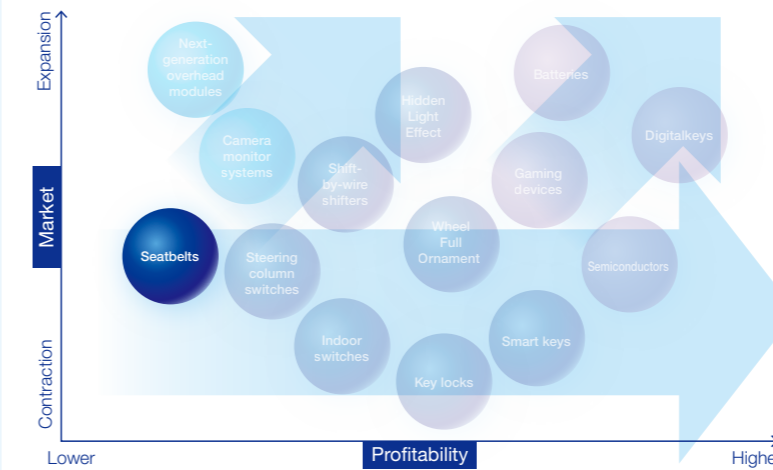 Expansion
Market
Contraction
Next-
generation
overhead
modules
Batteries
Hidden
Light
Effect
Digitalkeys
Camera
monitor
systems
Shift-
by-wire
shifters
Gaming
devices
Seatbelts
Steering
column
switches
Wheel
Full
Ornament
Semiconductors
Indoor
switches
Smart keys
Key locks
Lower
Profitability
Highe